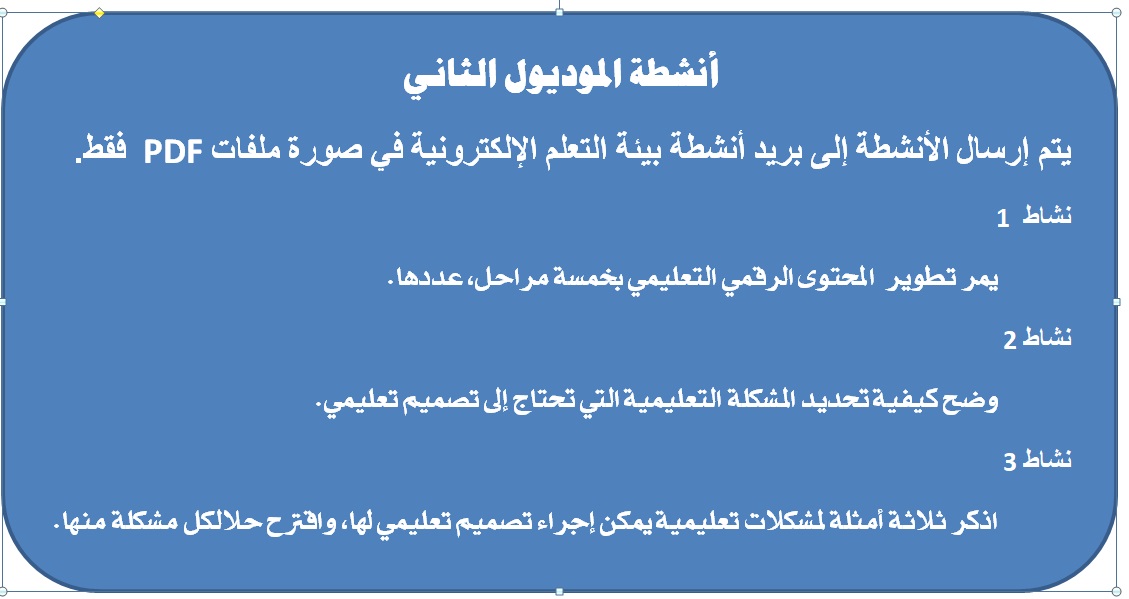 أنشطة الموديول الثاني
يتم إرسال الأنشطة إلى بريد أنشطة بيئة التعلم الإلكترونية في صورة ملفات PDF فقط.
نشاط 1
يمر تطوير المحتوى الرقمي التعليمي بخمسة مراحل، عددها.
نشاط 2
وضح كيفية تحديد المشكلة التعليمية التي تحتاج إلى تصميم تعليمي.
نشاط 3
اذكر ثلاثة أمثلة لمشكلات تعليمية يمكن إجراء تصميم تعليمي لها، واقترح حلالكل مشكلة منها.